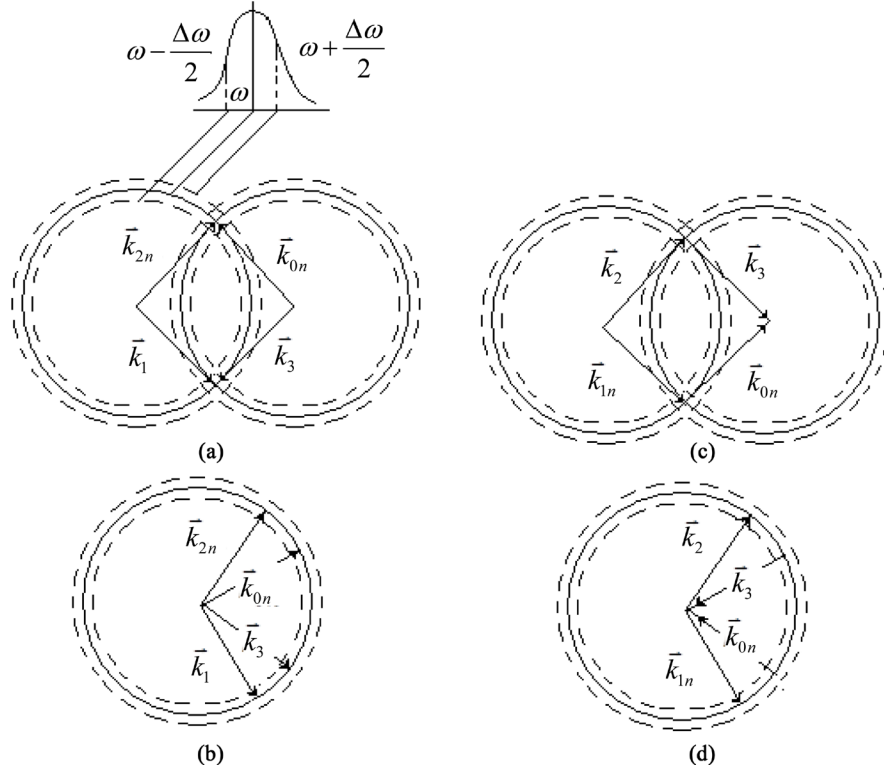 ω − Δω/2
ω + Δω/2
ω
k⃗₂ₙ
k⃗₀ₙ
k⃗₁
k⃗₃
(a)
k⃗₂
k⃗₃
k⃗₁ₙ
k⃗₀ₙ
(c)
k⃗₂ₙ
k⃗₀ₙ
k⃗₃
k⃗₁
(b)
k⃗₂
k⃗₃
k⃗₀ₙ
k⃗₁ₙ
(d)